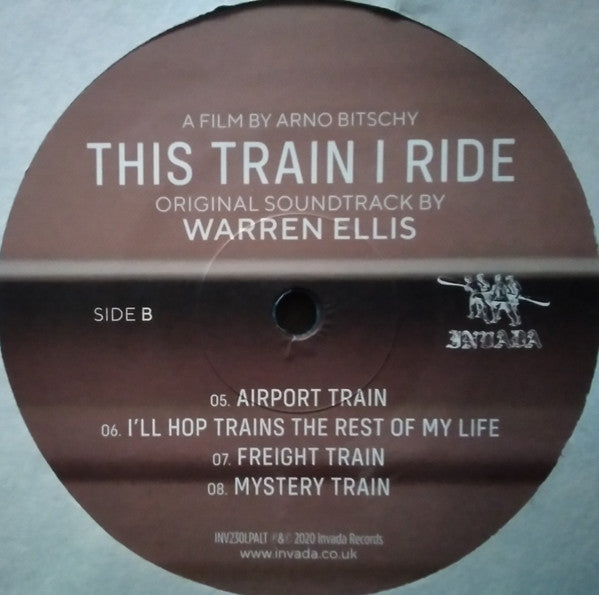 A FILM BY ARNO BITSCHY
THIS TRAIN I RIDE
ORIGINAL SOUNDTRACK BY
WARREN ELLIS
SIDE B
INVADA
05. AIRPORT TRAIN
06. I'LL HOP TRAINS THE REST OF MY LIFE
07. FREIGHT TRAIN
08. MYSTERY TRAIN
INV230LPALT ℗&© 2020 Invada Records
www.invada.co.uk